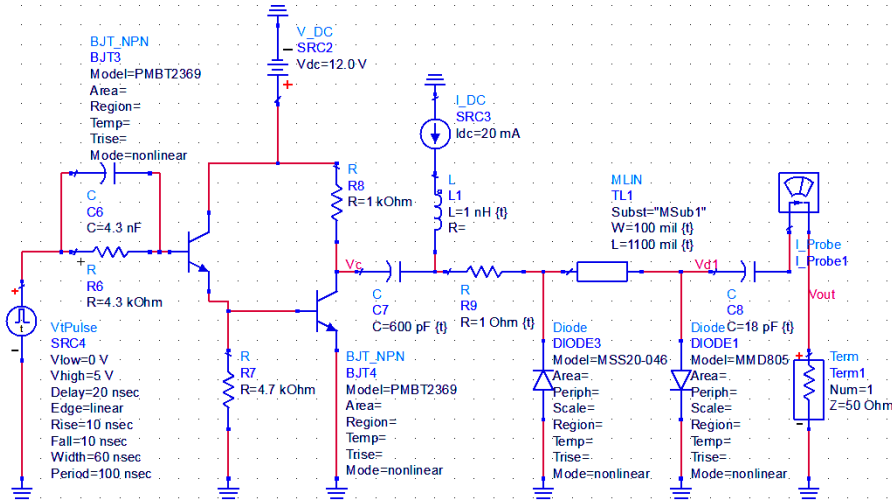 BJT_NPN
BJT3
Model=PMBT2369
Area=
Region=
Temp=
Trise=
Mode=nonlinear
V_DC
SRC2
Vdc=12.0 V
-
+
I_DC
SRC3
Idc=20 mA
C
C6
C=4.3 nF
+
R
R6
R=4.3 kOhm
R
R8
R=1 kOhm
L
L1
L=1 nH {t}
R=
MLIN
TL1
Subst="MSub1"
W=100 mil {t}
L=1100 mil {t}
I_Probe
I_Probe1
Vc
C
C7
C=600 pF {t}
R
R9
R=1 Ohm {t}
Vd1
C
C8
C=18 pF {t}
Vout
+
t
-
VtPulse
SRC4
Vlow=0 V
Vhigh=5 V
Delay=20 nsec
Edge=linear
Rise=10 nsec
Fall=10 nsec
Width=60 nsec
Period=100 nsec
R
R7
R=4.7 kOhm
BJT_NPN
BJT4
Model=PMBT2369
Area=
Region=
Temp=
Trise=
Mode=nonlinear
Diode
DIODE3
Model=MSS20-046
Area=
Periph=
Scale=
Region=
Temp=
Trise=
Mode=nonlinear
Diode
DIODE1
Model=MMD805
Area=
Periph=
Scale=
Region=
Temp=
Trise=
Mode=nonlinear
+
-
Term
Term1
Num=1
Z=50 Ohm